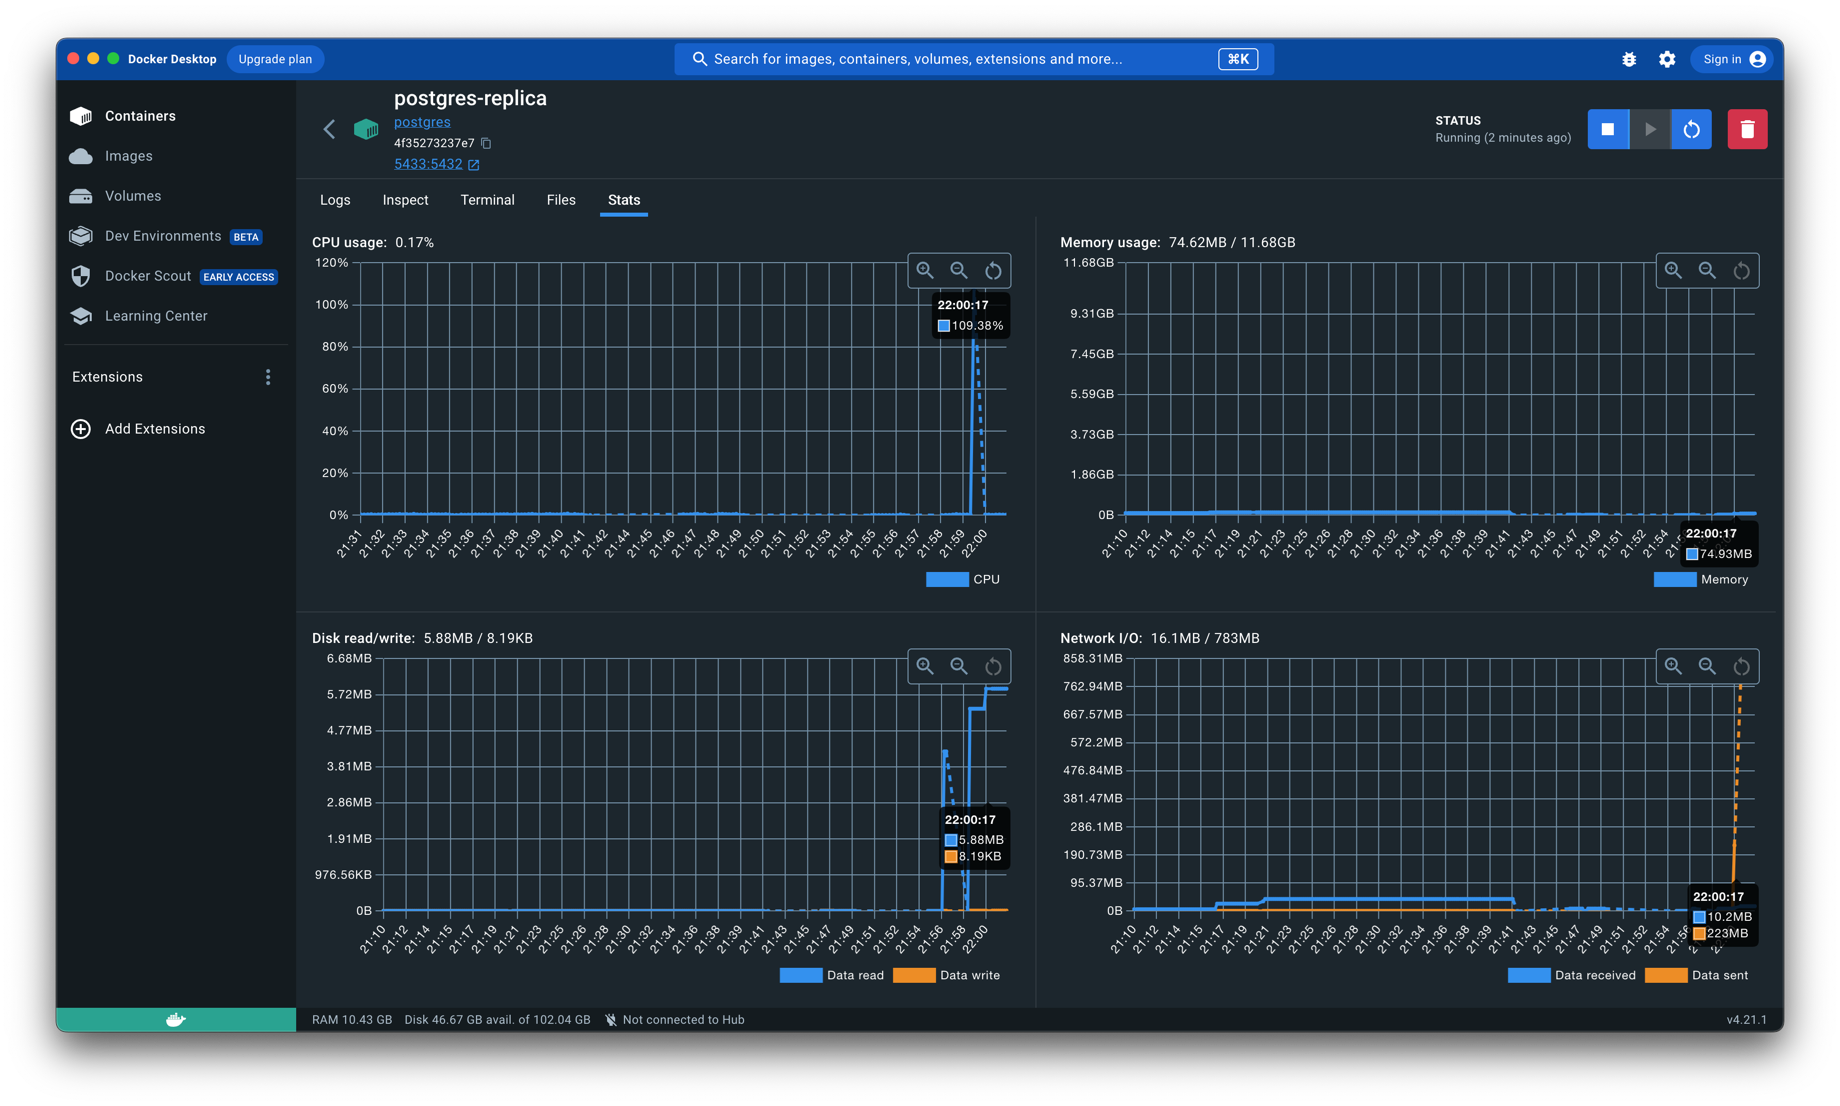 Docker Desktop
Upgrade plan
Search for images, containers, volumes, extensions and more...
⌘K
Sign in
Containers
Images
Volumes
Dev Environments BETA
Docker Scout EARLY ACCESS
Learning Center
Extensions
Add Extensions
postgres-replica
postgres
4f35273237e7
5433:5432
STATUS
Running (2 minutes ago)
Logs Inspect Terminal Files Stats
CPU usage: 0.17%
120%
100%
80%
60%
40%
20%
0%
22:00:17
109.38%
21:31 21:32 21:33 21:34 21:35 21:36 21:37 21:38 21:39 21:40 21:41 21:42 21:44 21:45 21:46 21:47 21:48 21:49 21:50 21:51 21:52 21:53 21:54 21:55 21:56 21:57 21:58 21:59 22:00
CPU
Memory usage: 74.62MB / 11.68GB
11.68GB
9.31GB
7.45GB
5.59GB
3.73GB
1.86GB
0B
21:10 21:12 21:14 21:15 21:17 21:19 21:21 21:23 21:25 21:26 21:28 21:30 21:32 21:34 21:36 21:38 21:39 21:41 21:43 21:45 21:47 21:49 21:51 21:52 21:54
22:00:17
74.93MB
Memory
Disk read/write: 5.88MB / 8.19KB
6.68MB
5.72MB
4.77MB
3.81MB
2.86MB
1.91MB
976.56KB
0B
22:00:17
5.88MB
8.19KB
21:10 21:12 21:14 21:15 21:17 21:19 21:21 21:23 21:25 21:26 21:28 21:30 21:32 21:34 21:36 21:38 21:39 21:41 21:43 21:45 21:47 21:49 21:51 21:52 21:54 21:56 21:58 22:00
Data read Data write
Network I/O: 16.1MB / 783MB
858.31MB
762.94MB
667.57MB
572.2MB
476.84MB
381.47MB
286.1MB
190.73MB
95.37MB
0B
22:00:17
10.2MB
223MB
21:10 21:12 21:14 21:15 21:17 21:19 21:21 21:23 21:25 21:26 21:28 21:30 21:32 21:34 21:36 21:38 21:39 21:41 21:43 21:45 21:47 21:49 21:51 21:52 21:54
Data received Data sent
RAM 10.43 GB Disk 46.67 GB avail. of 102.04 GB Not connected to Hub
v4.21.1